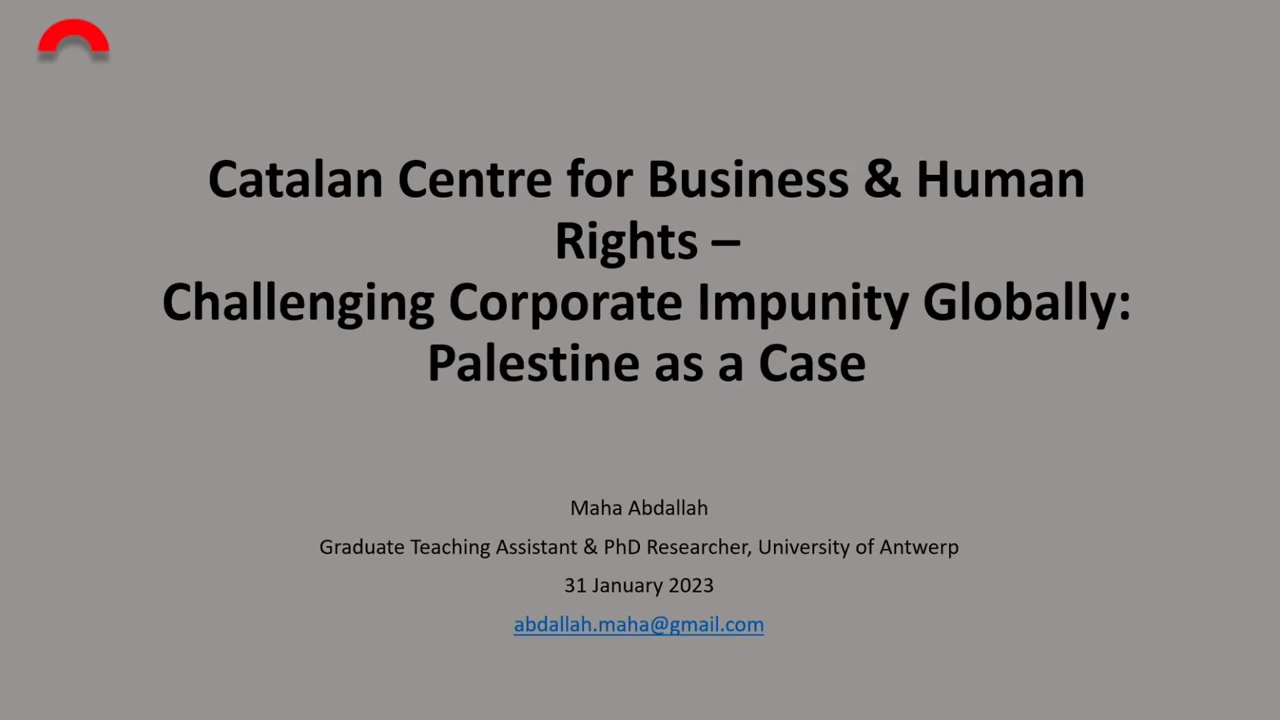 Catalan Centre for Business & Human
Rights –
Challenging Corporate Impunity Globally:
Palestine as a Case
Maha Abdallah
Graduate Teaching Assistant & PhD Researcher, University of Antwerp
31 January 2023
abdallah.maha@gmail.com